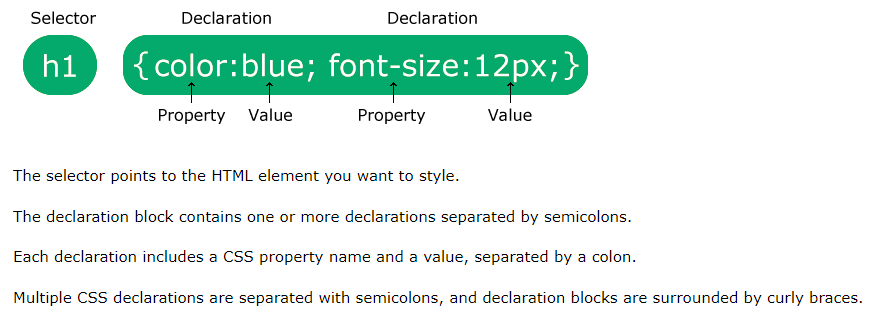 Selector Declaration Declaration
h1 {color:blue; font-size:12px;}
Property Value Property Value
The selector points to the HTML element you want to style.
The declaration block contains one or more declarations separated by semicolons.
Each declaration includes a CSS property name and a value, separated by a colon.
Multiple CSS declarations are separated with semicolons, and declaration blocks are surrounded by curly braces.